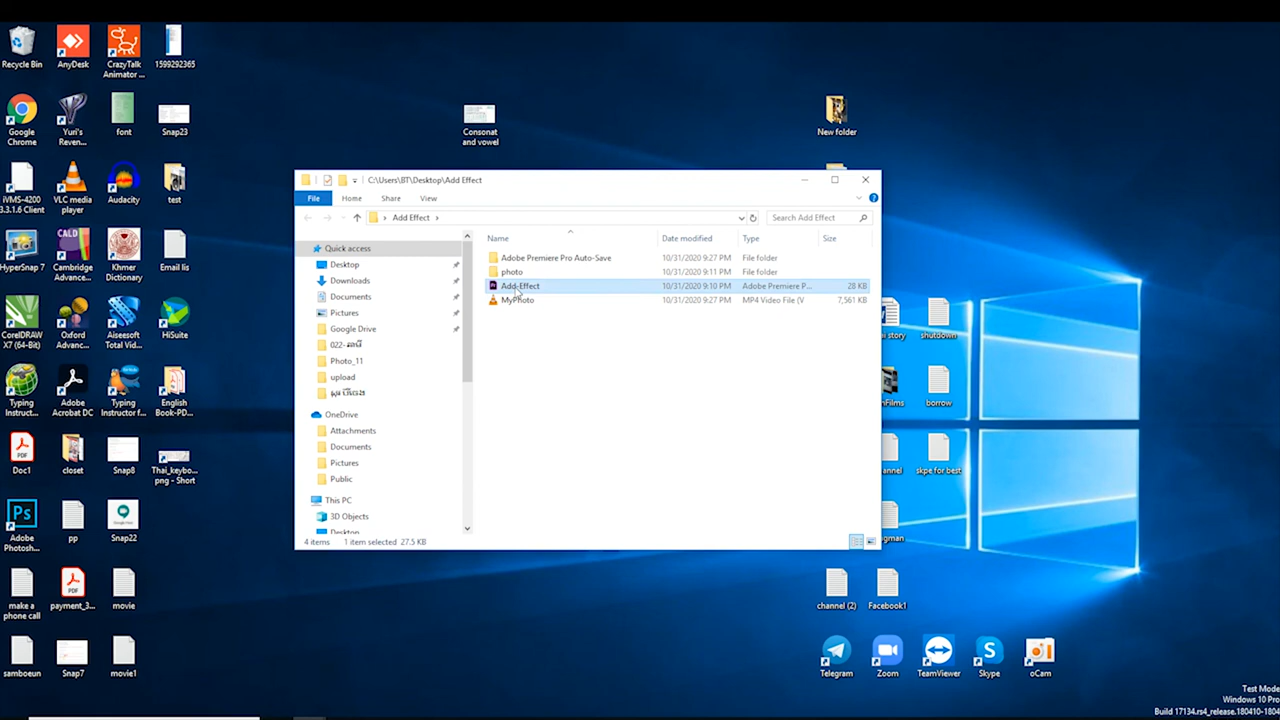 Recycle Bin
AnyDesk
CrazyTalk
Animator ...
1599292365
Google
Chrome
Yuri's
Reven...
font
Snap23
Consonat
and vowel
New folder
iVMS-4200
3.3.1.6 Client
VLC media
player
Audacity
test
HyperSnap 7
Cambridge
Advance...
Khmer
Dictionary
Email lis
CorelDRAW
X7 (64-Bit)
Oxford
Advanc...
Aiseesoft
Total Vid...
HiSuite
Typing
Instruct...
Adobe
Acrobat DC
Typing
Instructor f...
English
Book-PD...
Doc1
closet
Snap8
Thai_keybo...
png - Short
Adobe
Photosh...
pp
Snap22
make a
phone call
payment_3...
movie
samboeun
Snap7
movie1
C:\Users\BT\Desktop\Add Effect
File Home Share View
Add Effect
Search Add Effect
Name Date modified Type Size
Adobe Premiere Pro Auto-Save 10/31/2020 9:27 PM File folder
photo 10/31/2020 9:11 PM File folder
Add-Effect 10/31/2020 9:10 PM Adobe Premiere P... 28 KB
MyPhoto 10/31/2020 9:27 PM MP4 Video File (V 7,561 KB
Quick access
Desktop
Downloads
Documents
Pictures
Google Drive
Photo_11
upload
OneDrive
Attachments
Documents
Pictures
Public
This PC
3D Objects
Desktop
4 items 1 item selected 27.5 KB
shutdown
borrow
skpe for best
channel (2)
Facebook1
Telegram
Zoom
TeamViewer
Skype
oCam
Test Mode
Windows 10 Pro
Build 17134.rs4_release.180410-1804